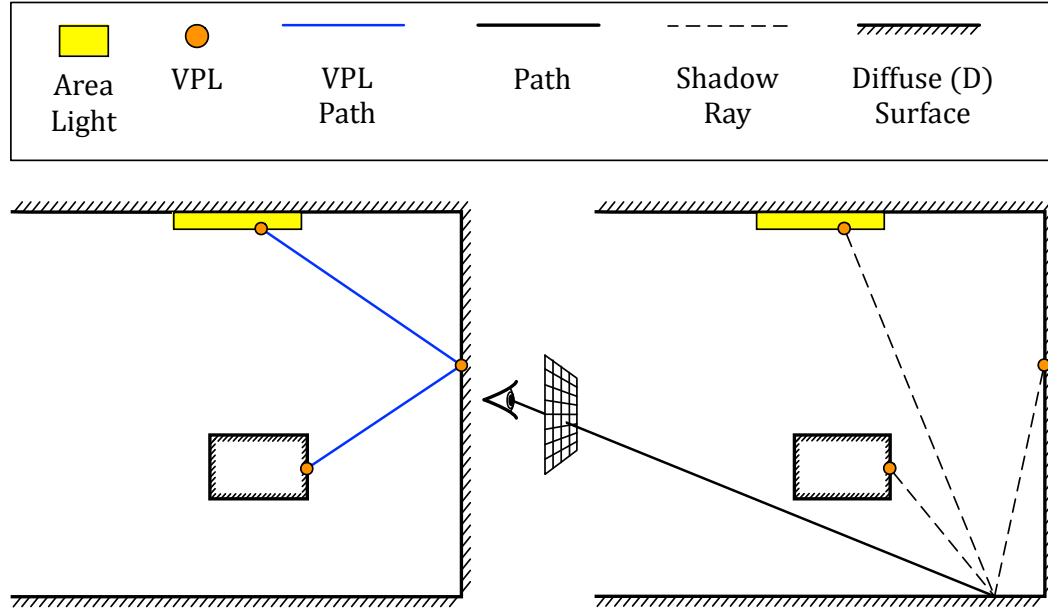 Area
Light
VPL
VPL
Path
Path
Shadow
Ray
Diffuse (D)
Surface